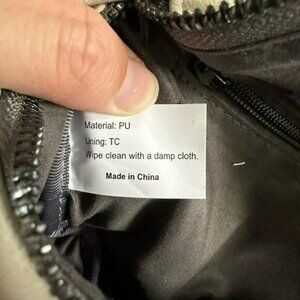 Material: PU
Lining: TC
Wipe clean with a damp cloth.
Made in China